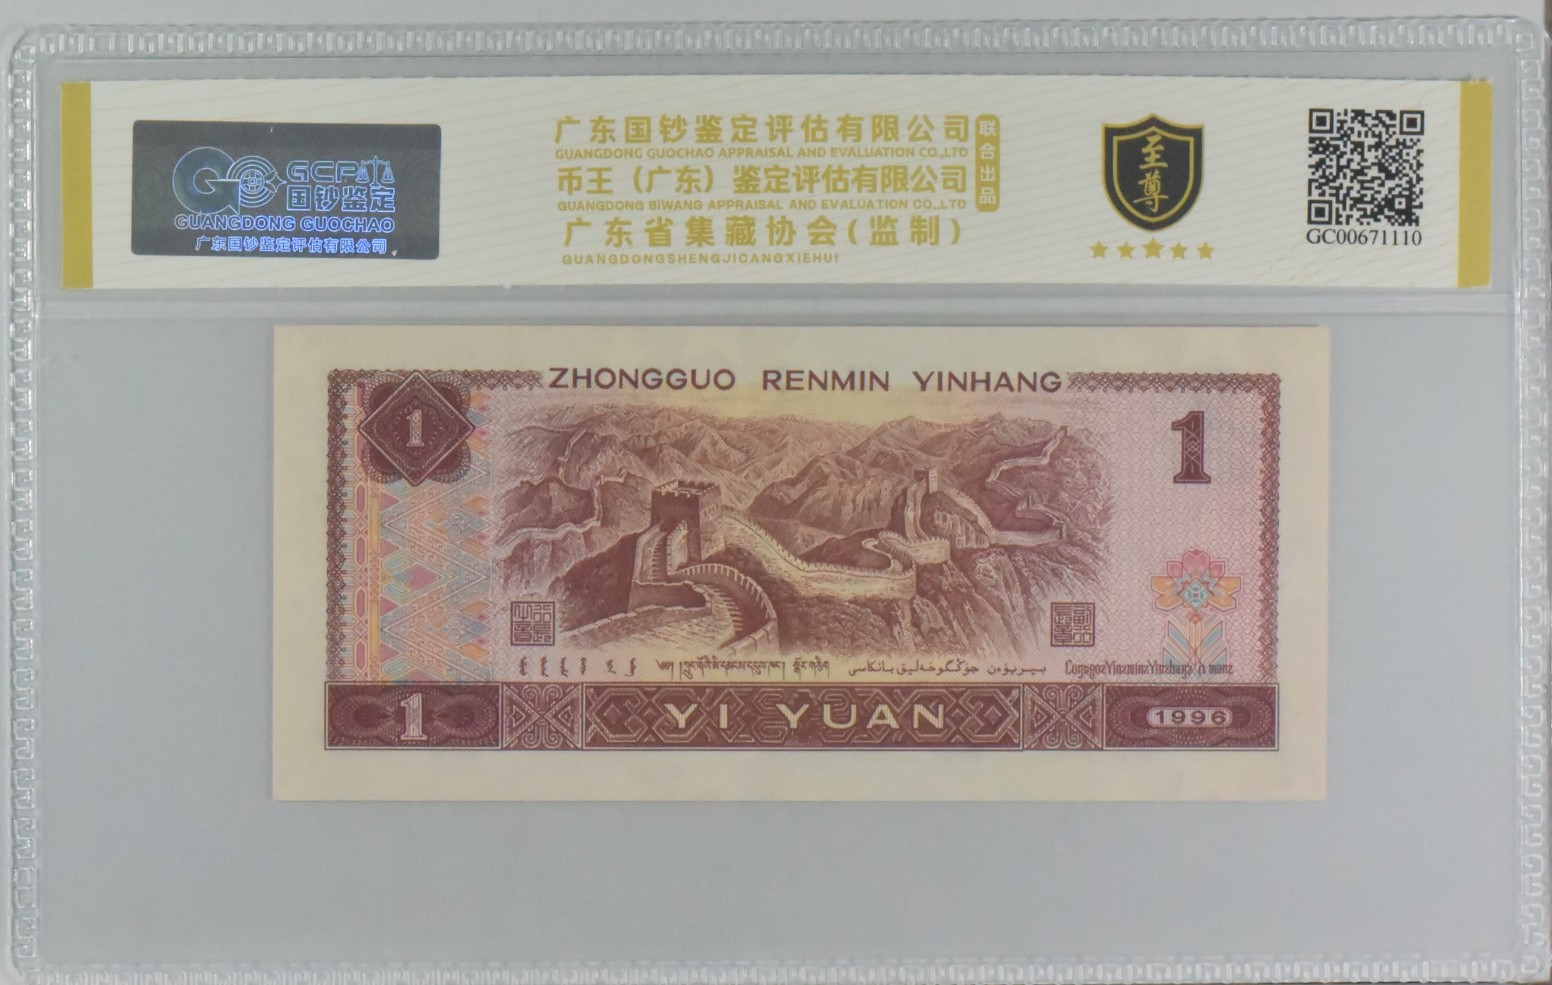 GCP
国钞鉴定
GUANGDONG GUOCHAO
广东国钞鉴定评估有限公司
广东国钞鉴定评估有限公司
GUANGDONG GUOCHAO APPRAISAL AND EVALUATION CO.,LTD
币王（广东）鉴定评估有限公司
GUANGDONG BIWANG APPRAISAL AND EVALUATION CO.,LTD
联合出品
广东省集藏协会(监制)
GUANGDONGSHENGJICANGXIEHUI
至尊
GC00671110
ZHONGGUO RENMIN YINHANG
1
1
1
YI YUAN
1996